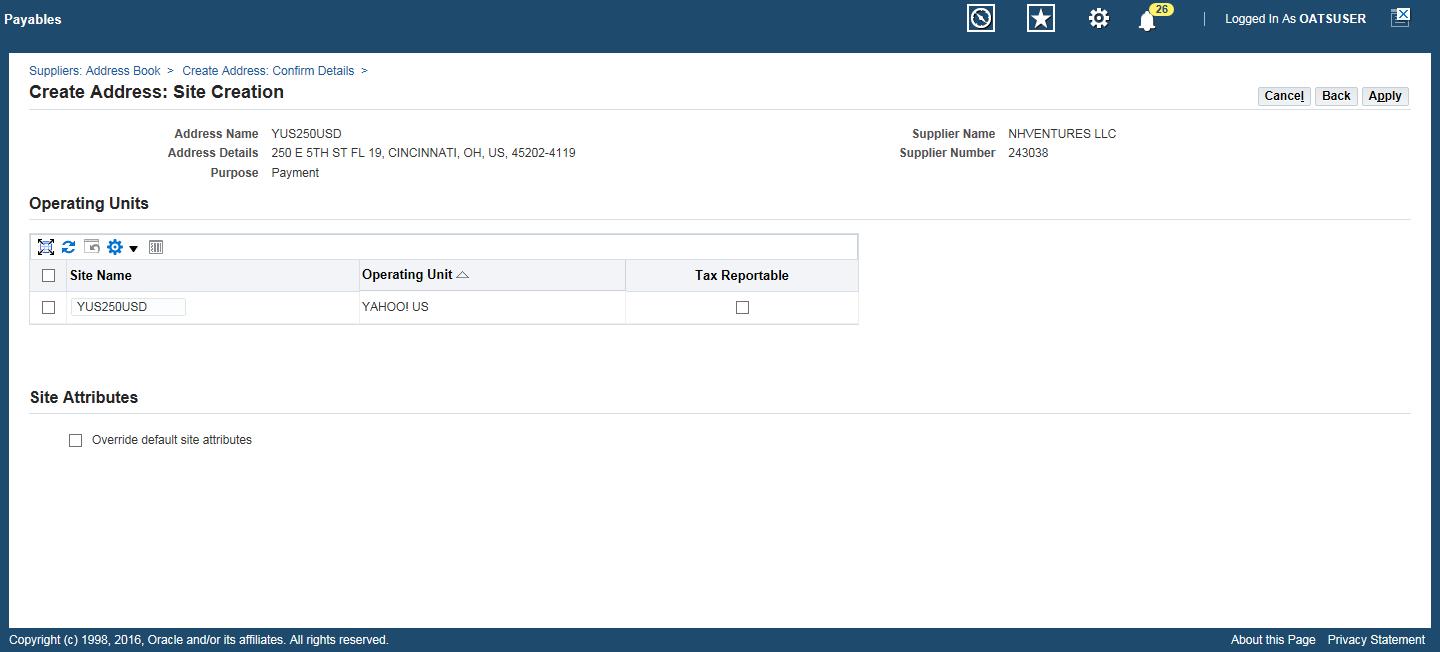 Payables
26
| Logged In As OATSUSER
Suppliers: Address Book > Create Address: Confirm Details >
Create Address: Site Creation
Cancel Back Apply
Address Name YUS250USD
Supplier Name NHVENTURES LLC
Address Details 250 E 5TH ST FL 19, CINCINNATI, OH, US, 45202-4119
Supplier Number 243038
Purpose Payment
Operating Units
Site Name Operating Unit Tax Reportable
YUS250USD YAHOO! US
Site Attributes
Override default site attributes
Copyright (c) 1998, 2016, Oracle and/or its affiliates. All rights reserved.
About this Page Privacy Statement